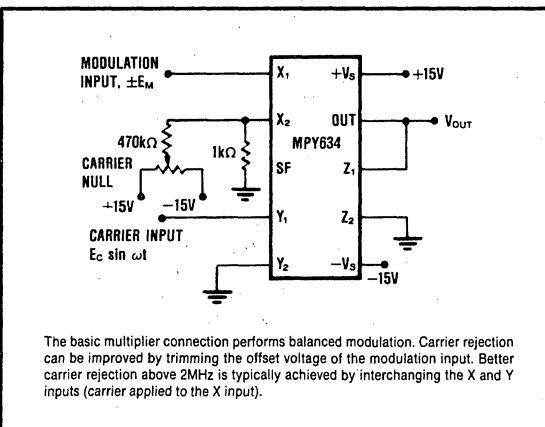 MODULATION
INPUT, ±EM
X1
+VS
+15V
X2
OUT
VOUT
MPY634
470kΩ
1kΩ
CARRIER
NULL
SF
Z1
+15V
−15V
Y1
Z2
CARRIER INPUT
EC sin ωt
Y2
−VS
−15V
The basic multiplier connection performs balanced modulation. Carrier rejection
can be improved by trimming the offset voltage of the modulation input. Better
carrier rejection above 2MHz is typically achieved by interchanging the X and Y
inputs (carrier applied to the X input).